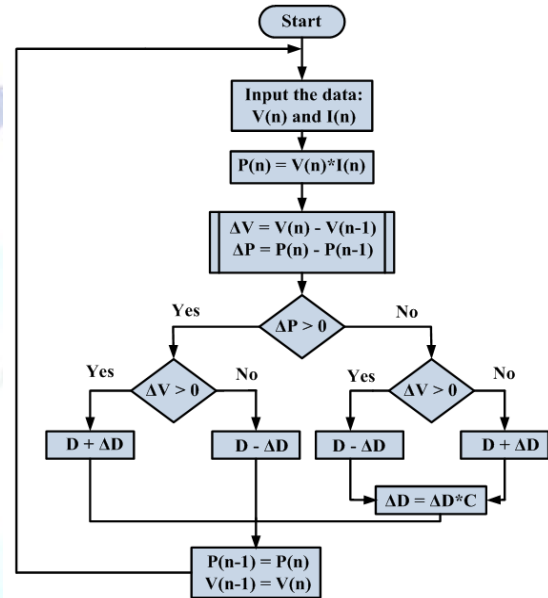 Start
Input the data:
V(n) and I(n)
P(n) = V(n)*I(n)
ΔV = V(n) - V(n-1)
ΔP = P(n) - P(n-1)
Yes
ΔP > 0
No
Yes
ΔV > 0
No
Yes
ΔV > 0
No
D + ΔD
D - ΔD
D - ΔD
D + ΔD
ΔD = ΔD*C
P(n-1) = P(n)
V(n-1) = V(n)